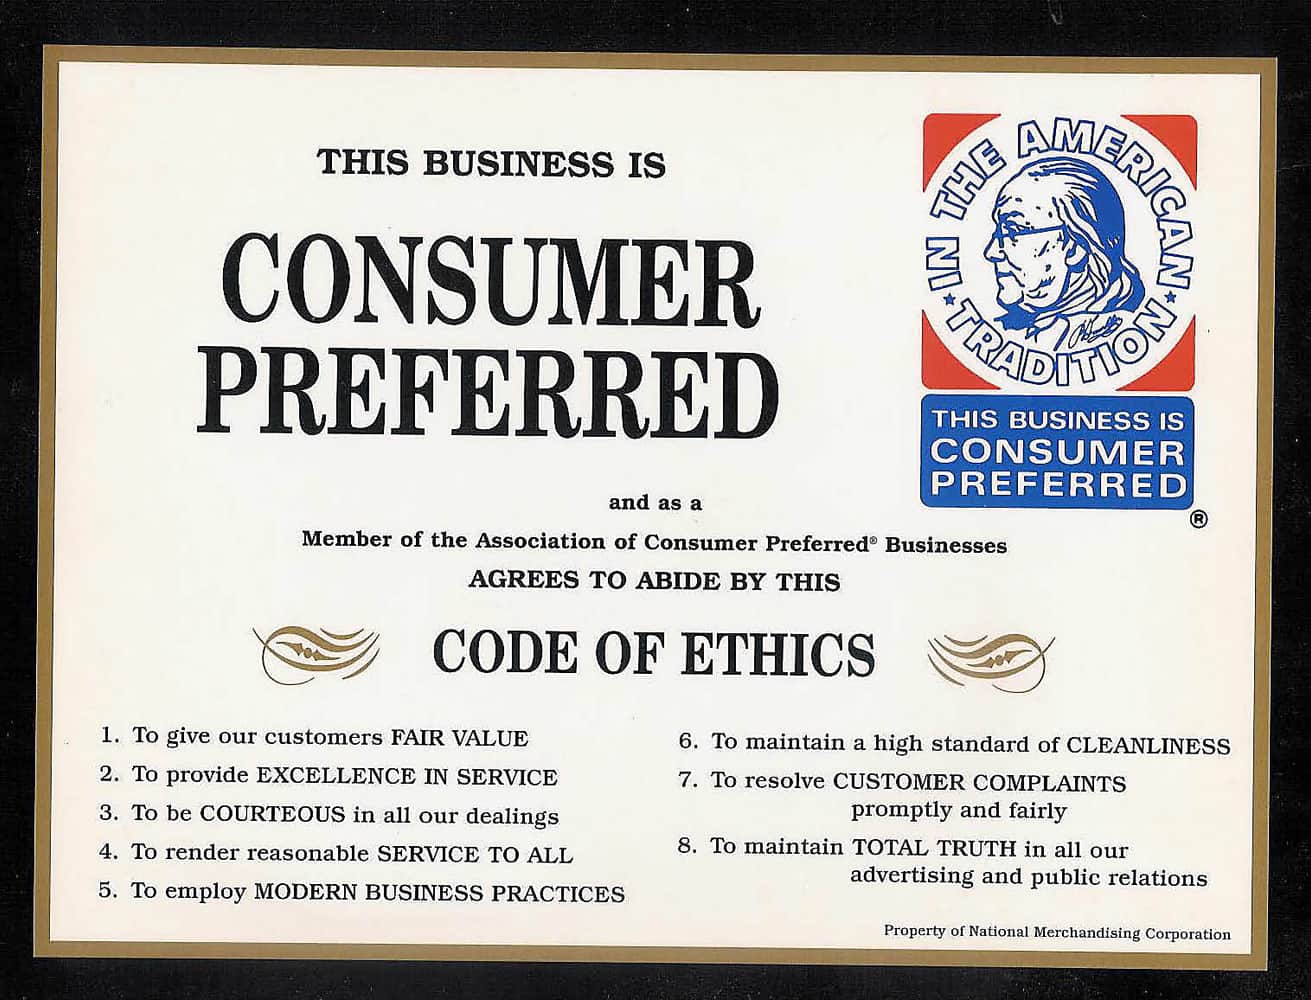 THIS BUSINESS IS
CONSUMER
PREFERRED
IN THE AMERICAN
TRADITION
THIS BUSINESS IS
CONSUMER
PREFERRED
®
and as a
Member of the Association of Consumer Preferred® Businesses
AGREES TO ABIDE BY THIS
CODE OF ETHICS
1. To give our customers FAIR VALUE
2. To provide EXCELLENCE IN SERVICE
3. To be COURTEOUS in all our dealings
4. To render reasonable SERVICE TO ALL
5. To employ MODERN BUSINESS PRACTICES
6. To maintain a high standard of CLEANLINESS
7. To resolve CUSTOMER COMPLAINTS
promptly and fairly
8. To maintain TOTAL TRUTH in all our
advertising and public relations
Property of National Merchandising Corporation